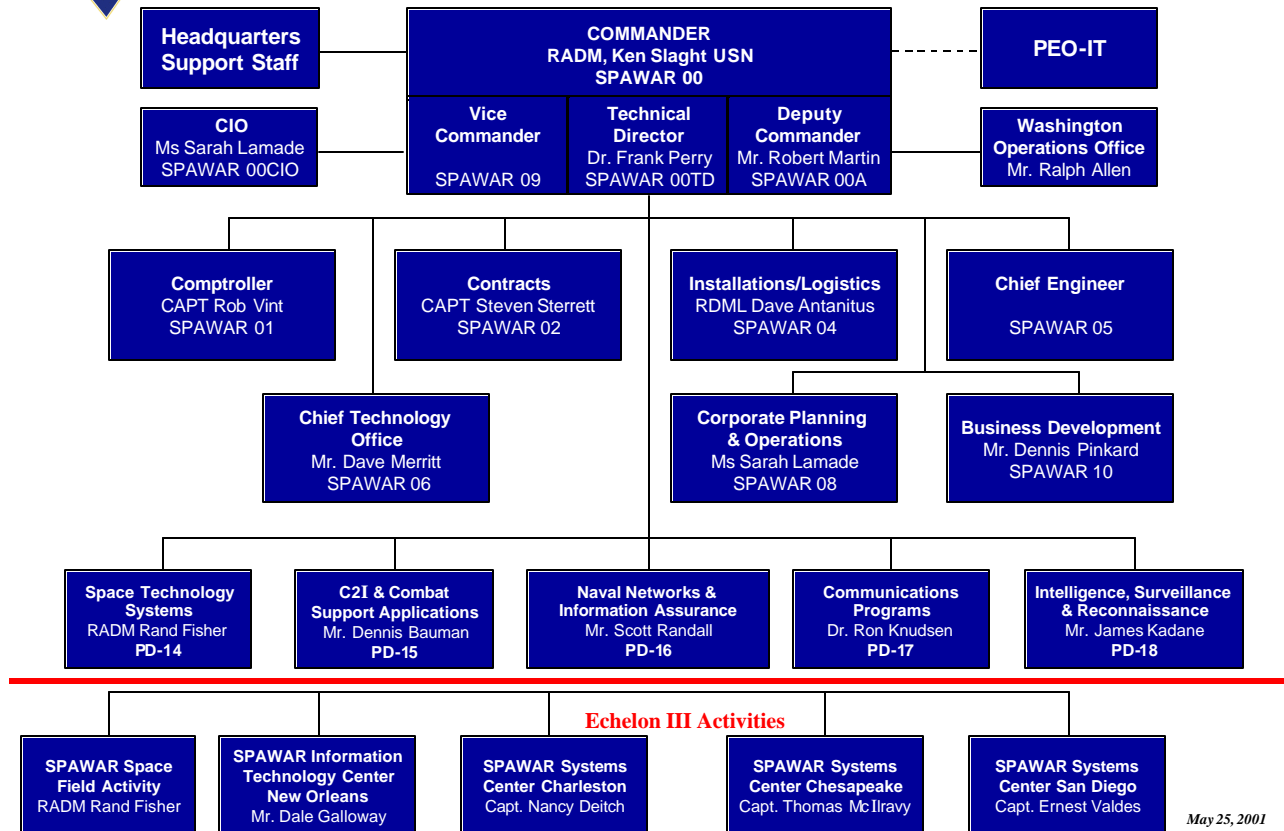 Headquarters
Support Staff
COMMANDER
RADM, Ken Slaght USN
SPAWAR 00
PEO-IT
CIO
Ms Sarah Lamade
SPAWAR 00CIO
Vice
Commander
SPAWAR 09
Technical
Director
Dr. Frank Perry
SPAWAR 00TD
Deputy
Commander
Mr. Robert Martin
SPAWAR 00A
Washington
Operations Office
Mr. Ralph Allen
Comptroller
CAPT Rob Vint
SPAWAR 01
Contracts
CAPT Steven Sterrett
SPAWAR 02
Installations/Logistics
RDML Dave Antanitus
SPAWAR 04
Chief Engineer
SPAWAR 05
Chief Technology
Office
Mr. Dave Merritt
SPAWAR 06
Corporate Planning
& Operations
Ms Sarah Lamade
SPAWAR 08
Business Development
Mr. Dennis Pinkard
SPAWAR 10
Space Technology
Systems
RADM Rand Fisher
PD-14
C2I & Combat
Support Applications
Mr. Dennis Bauman
PD-15
Naval Networks &
Information Assurance
Mr. Scott Randall
PD-16
Communications
Programs
Dr. Ron Knudsen
PD-17
Intelligence, Surveillance
& Reconnaissance
Mr. James Kadane
PD-18
Echelon III Activities
SPAWAR Space
Field Activity
RADM Rand Fisher
SPAWAR Information
Technology Center
New Orleans
Mr. Dale Galloway
SPAWAR Systems
Center Charleston
Capt. Nancy Deitch
SPAWAR Systems
Center Chesapeake
Capt. Thomas McIlravy
SPAWAR Systems
Center San Diego
Capt. Ernest Valdes
May 25, 2001